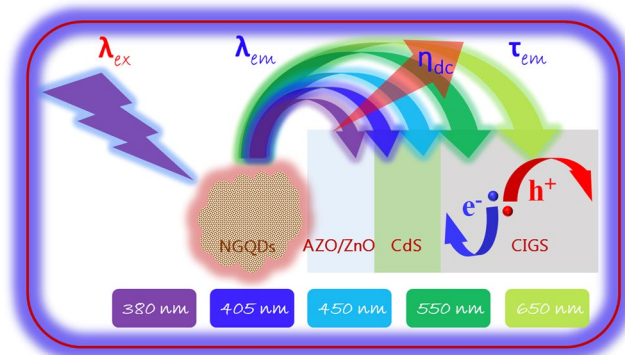 λex λem ηdc τem
e- h+
NGQDs AZO/ZnO CdS CIGS
380 nm 405 nm 450 nm 550 nm 650 nm